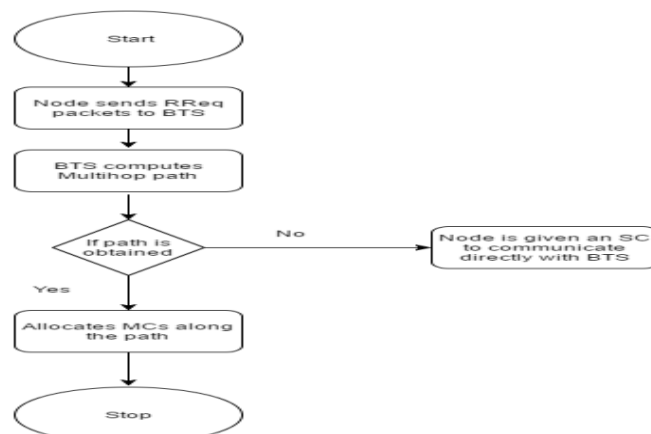 Start
Node sends RReq
packets to BTS
BTS computes
Multihop path
If path is
obtained
No
Node is given an SC
to communicate
directly with BTS
Yes
Allocates MCs along
the path
Stop